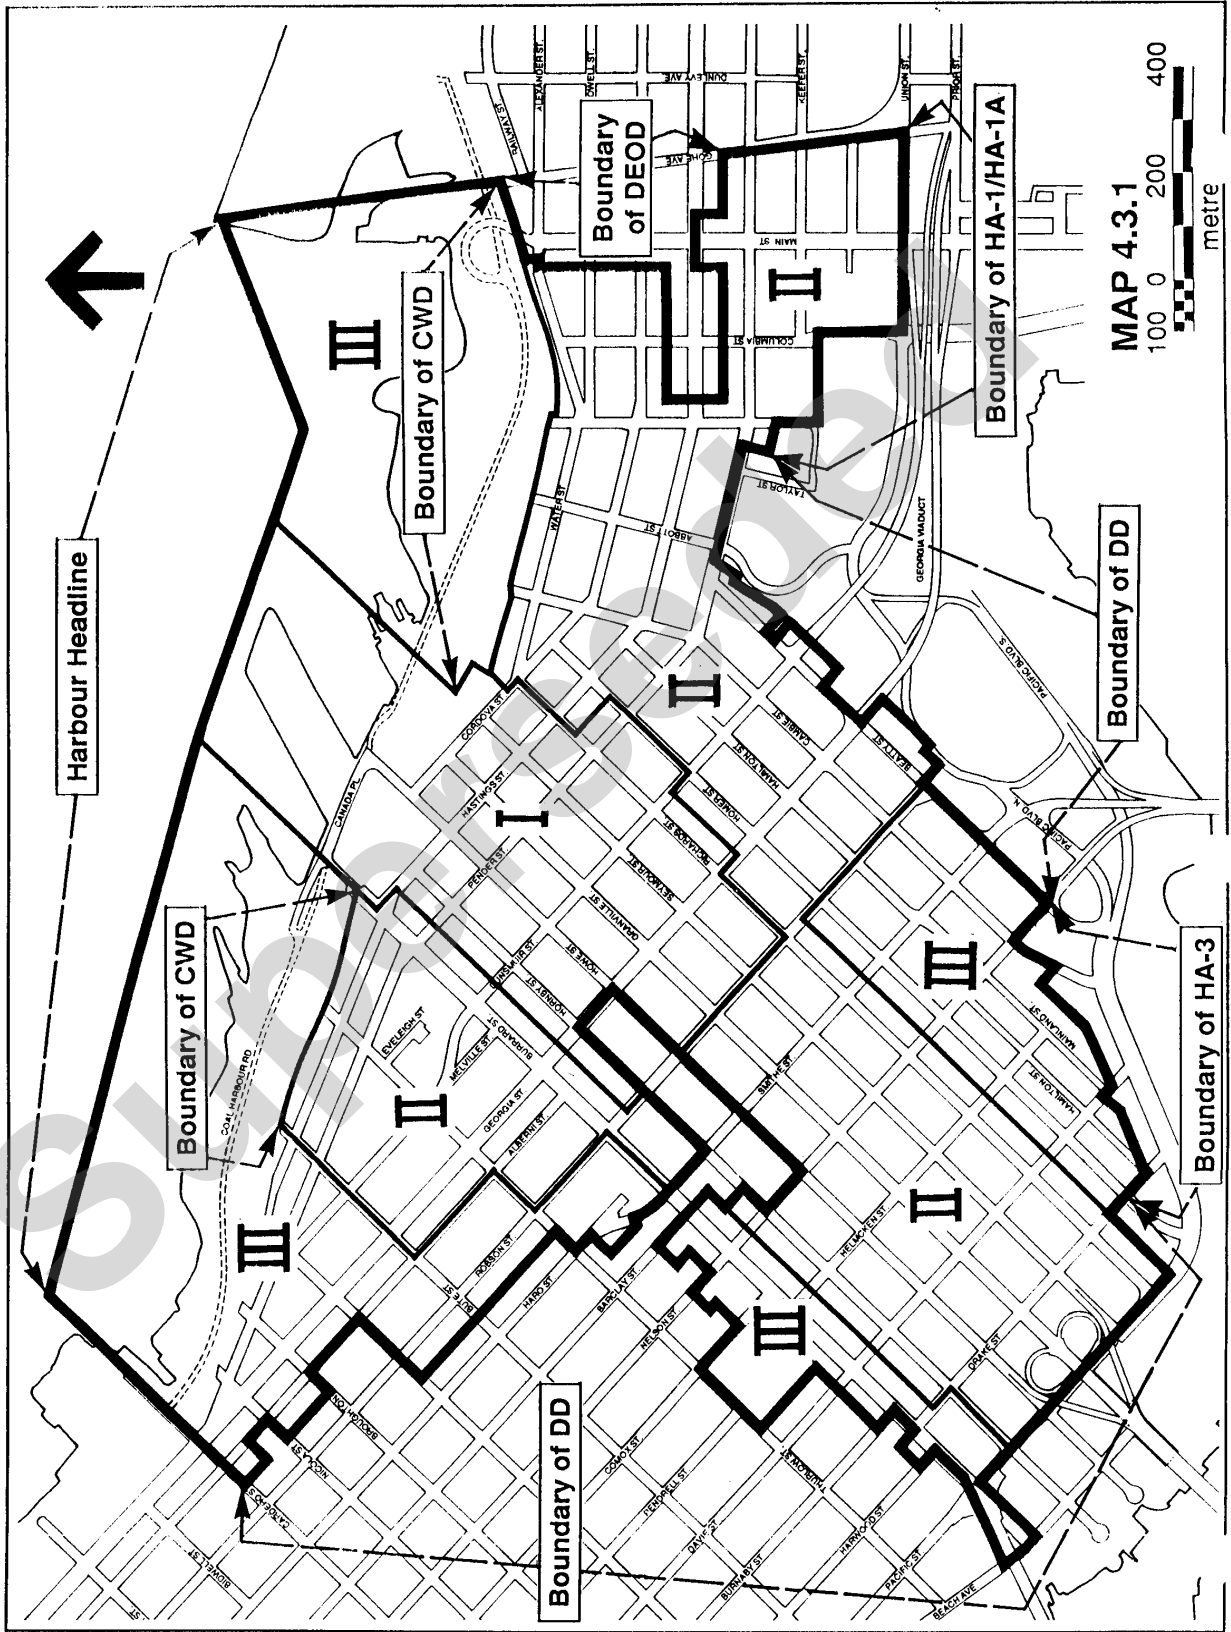 Harbour Headline
Boundary of CWD
Boundary of CWD
Boundary
of DEOD
Boundary of HA-1/HA-1A
Boundary of DD
Boundary of HA-3
Boundary of DD
MAP 4.3.1
100 0 200 400
metre
Superseded
III
II
I
II
III
II
III
II
III
RAILWAY ST.
ALEXANDER ST.
OWELL ST.
DUNLEVY AVE
KEEFER ST.
UNION ST.
PRIOR ST.
GORE AVE
MAIN ST
COLUMBIA ST
TAYLOR ST
ABBOTT ST
WATER ST
GEORGIA VIADUCT
PACIFIC BLVD S.
PACIFIC BLVD N.
CORDOVA ST
HASTINGS ST.
PENDER ST.
CANADA PL.
CAMBIE ST.
HAMILTON ST
HOMER ST
RICHARDS ST
SEYMOUR ST
GRANVILLE ST
HOWE ST.
HORNBY ST
BURRARD ST
DUNSMUIR ST.
BEATTY ST
EVELEIGH ST
MELVILLE ST.
GEORGIA ST
ALBERNI ST.
SMITHE ST.
MAINLAND ST.
HAMILTON ST
COAL HARBOUR RD
ROBSON ST.
BUTE ST
HARO ST
BARCLAY ST
NELSON ST
HELMCKEN ST
DRAKE ST
BROUGHTON
NICOLA ST
CARDERO S
BIDWELL ST
COMOX ST
PENDRELL ST
DAVIE ST
BURNABY ST
THURLOW ST
HARWOOD ST
PACIFIC ST
BEACH AVE
ST.